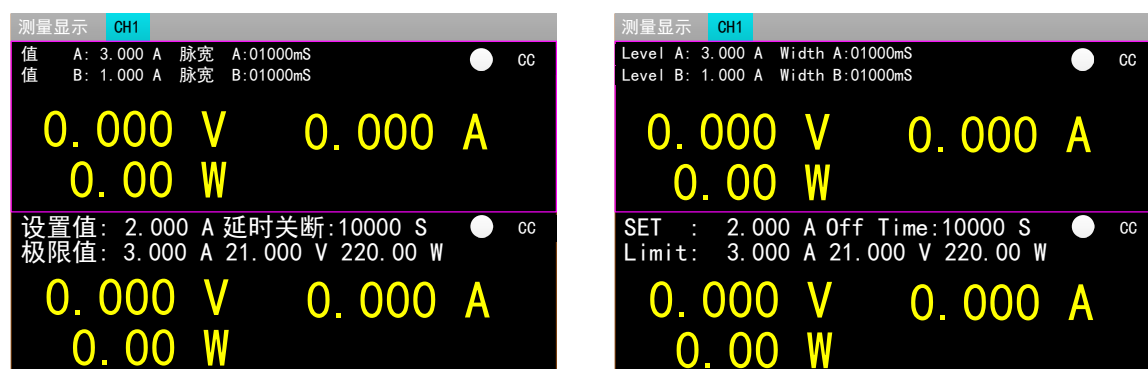 测量显示 CH1
值 A: 3.000 A 脉宽 A:01000mS
值 B: 1.000 A 脉宽 B:01000mS
CC
0.000 V 0.000 A
0.00 W
设置值: 2.000 A 延时关断:10000 S
CC
极限值: 3.000 A 21.000 V 220.00 W
0.000 V 0.000 A
0.00 W
测量显示 CH1
Level A: 3.000 A Width A:01000mS
Level B: 1.000 A Width B:01000mS
CC
0.000 V 0.000 A
0.00 W
SET : 2.000 A Off Time:10000 S
CC
Limit: 3.000 A 21.000 V 220.00 W
0.000 V 0.000 A
0.00 W